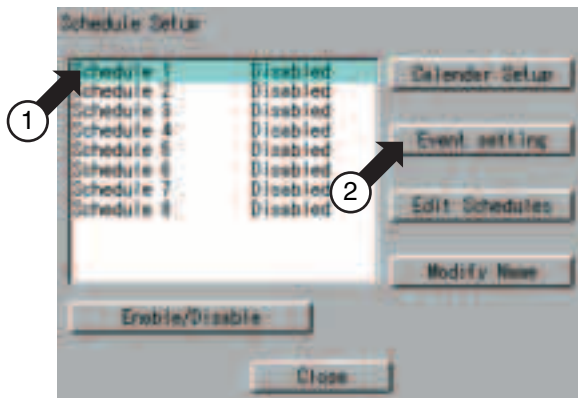 Schedule Setup
Schedule 1 Disabled
Schedule 2 Disabled
Schedule 3 Disabled
Schedule 4 Disabled
Schedule 5 Disabled
Schedule 6 Disabled
Schedule 7 Disabled
Schedule 8 Disabled
Calender Setup
Event setting
Edit Schedules
Modify Name
Enable/Disable
Close
1
2